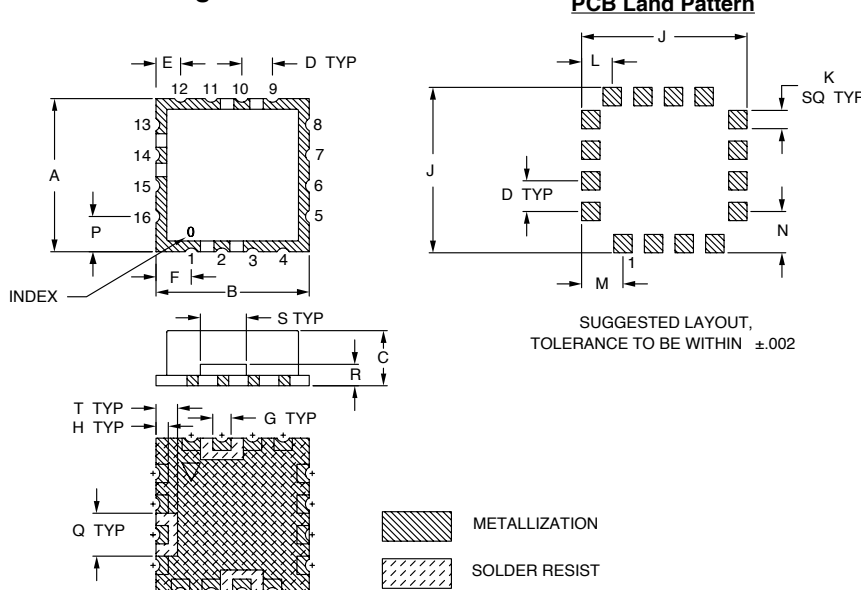 PCB Land Pattern
E
D TYP
12 11 10 9
13
14
15
16
8
7
6
5
A
P
0
1 2 3 4
F
B
INDEX
J
L
K
SQ TYP
J
D TYP
N
1
M
SUGGESTED LAYOUT,
TOLERANCE TO BE WITHIN ±.002
S TYP
C
R
T TYP
H TYP
G TYP
Q TYP
METALLIZATION
SOLDER RESIST